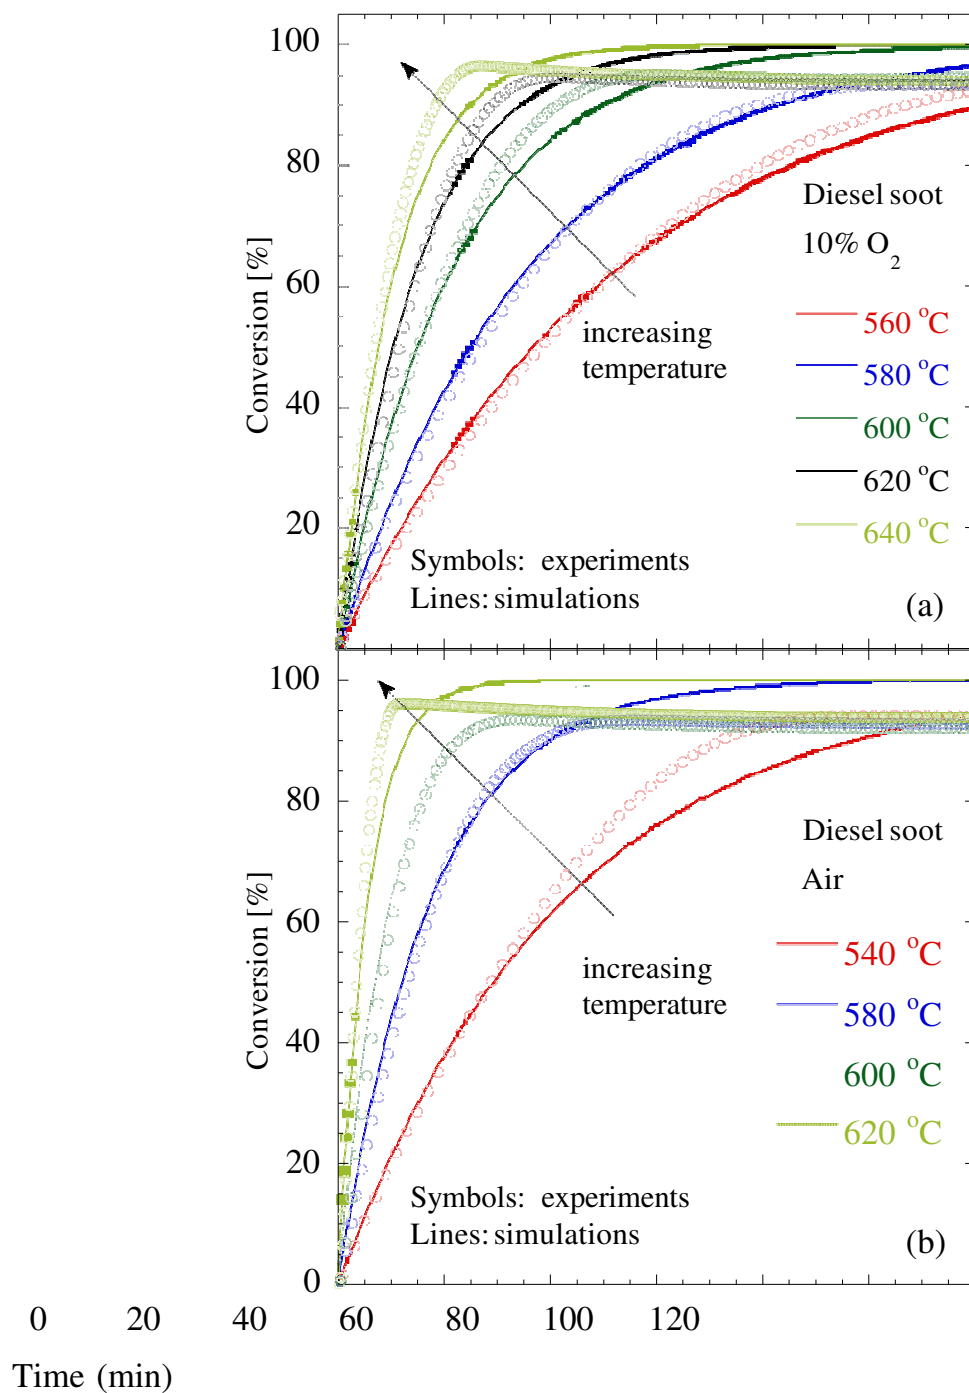 100
80
60
40
20
Conversion [%]
Diesel soot
10% O2
560 °C
580 °C
600 °C
620 °C
640 °C
increasing
temperature
Symbols: experiments
Lines: simulations
(a)
100
80
60
40
20
0
Conversion [%]
Diesel soot
Air
540 °C
580 °C
600 °C
620 °C
increasing
temperature
Symbols: experiments
Lines: simulations
(b)
0 20 40 60 80 100 120
Time (min)